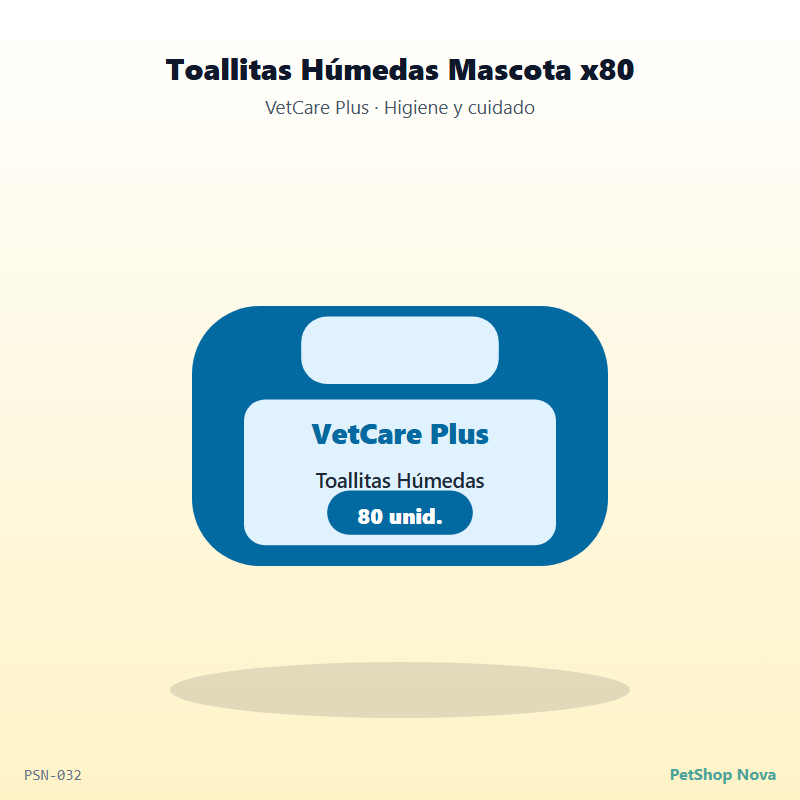 Toallitas Húmedas Mascota x80
VetCare Plus · Higiene y cuidado
VetCare Plus
Toallitas Húmedas
80 unid.
PSN-032
PetShop Nova